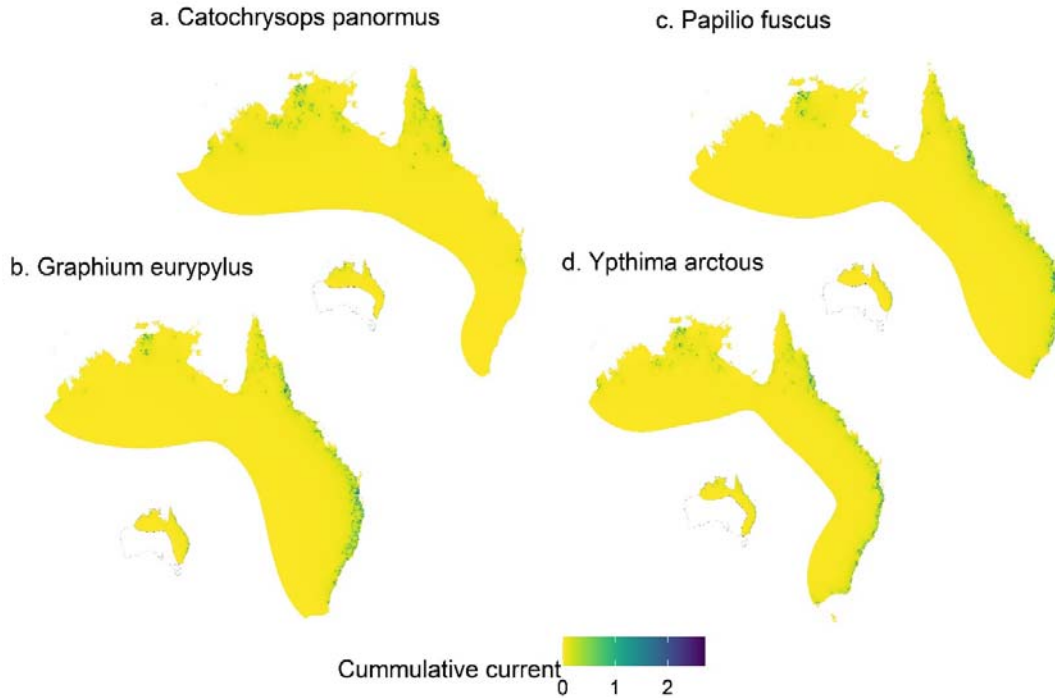 a. Catochrysops panormus
c. Papilio fuscus
b. Graphium eurypylus
d. Ypthima arctous
Cummulative current
0 1 2